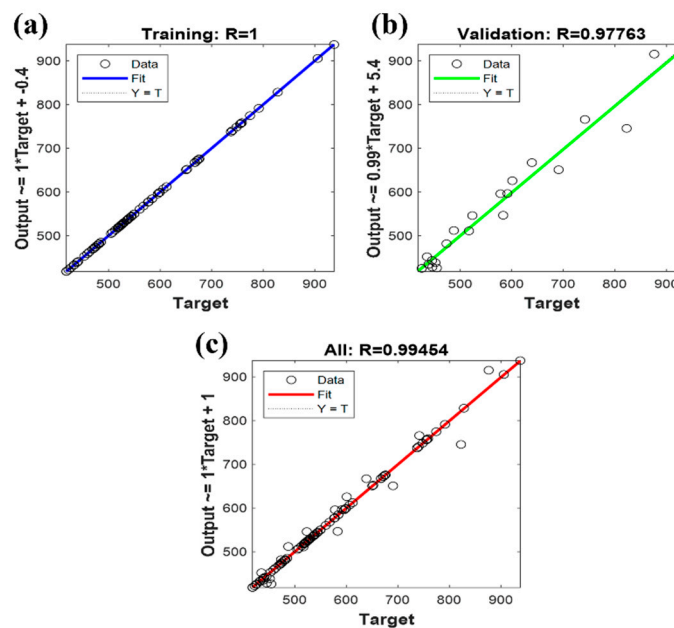 (a)
Training: R=1
Output ~= 1*Target + -0.4
Data
Fit
Y = T
900
800
700
600
500
500 600 700 800 900
Target
(b)
Validation: R=0.97763
Output ~= 0.99*Target + 5.4
Data
Fit
Y = T
900
800
700
600
500
500 600 700 800 900
Target
(c)
All: R=0.99454
Output ~= 1*Target + 1
Data
Fit
Y = T
900
800
700
600
500
500 600 700 800 900
Target